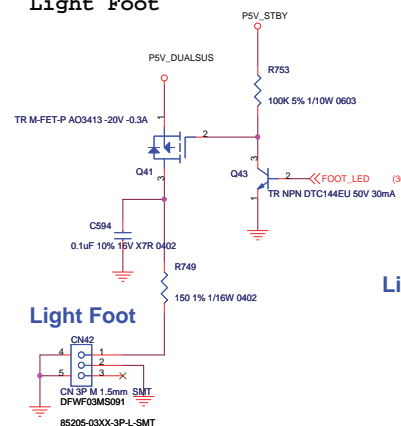 Light Foot
P5V_STBY
P5V_DUALSUS
R753
100K 5% 1/10W 0603
TR M-FET-P AO3413 -20V -0.3A
1
2
Q41
3
3
Q43
2
FOOT_LED
(3
1
TR NPN DTC144EU 50V 30mA
C594
0.1uF 10% 16V X7R 0402
R749
150 1% 1/16W 0402
Li
Light Foot
CN42
4
1
2
5
3
CN 3P M 1.5mm SMT
DFWF03MS091
85205-03XX-3P-L-SMT